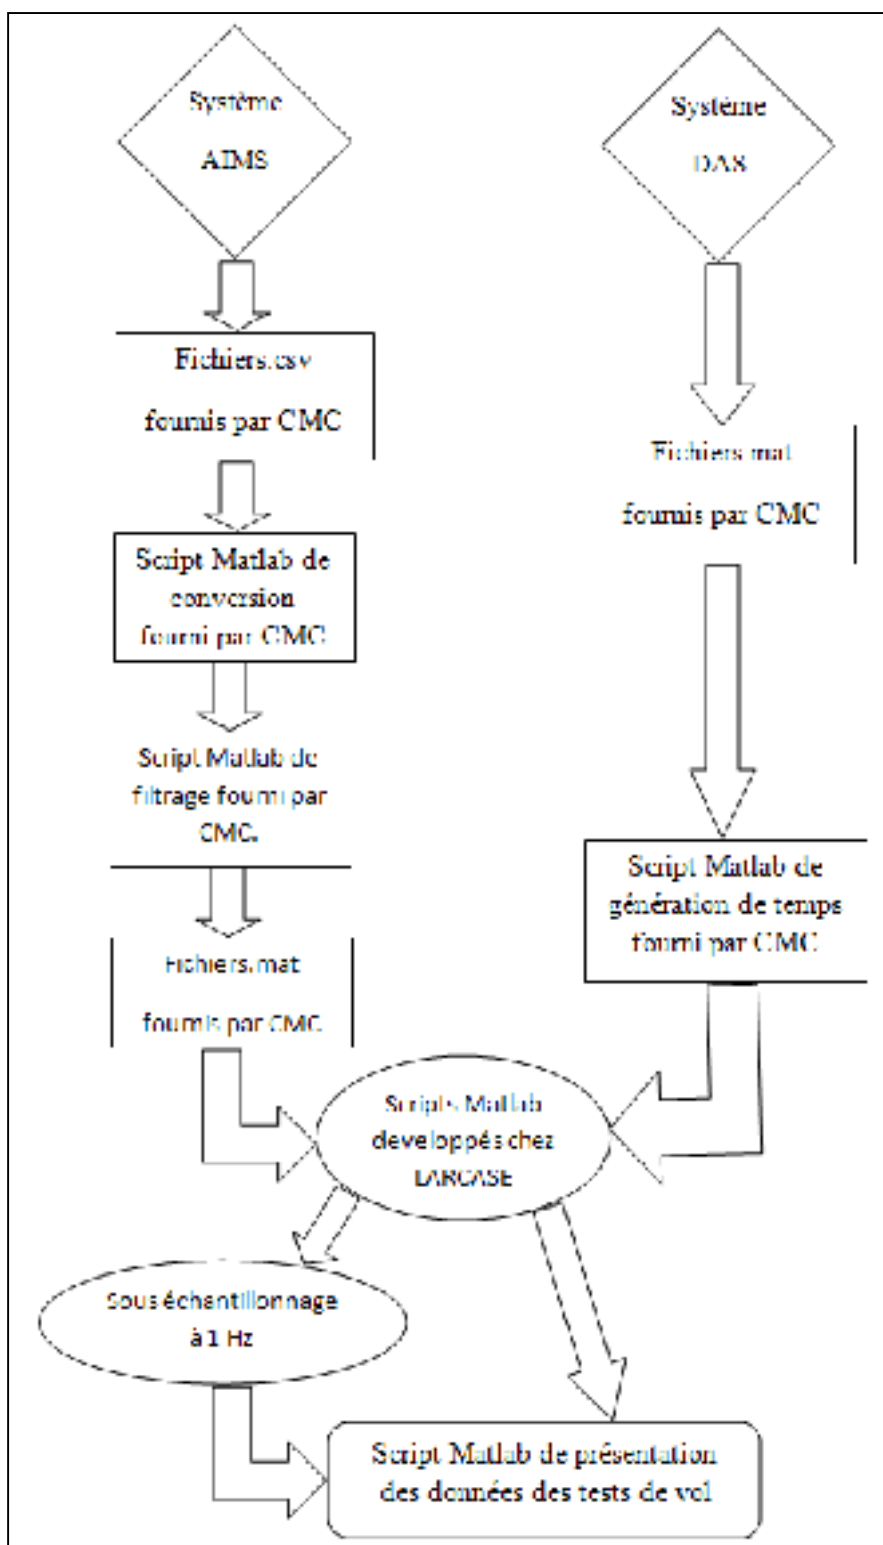 Système
AIMS
Système
DAS
Fichiers.csv
fournis par CMC
Fichiers.mat
fournis par CMC
Script Matlab de
conversion
fourni par CMC
Script Matlab de
filtrage fourni par
CMC.
Script Matlab de
génération de temps
fourni par CMC
Fichiers.mat
fournis par CMC
Scripts Matlab
developpés chez
LARCASE
Sous échantillonnage
à 1 Hz
Script Matlab de présentation
des données des tests de vol